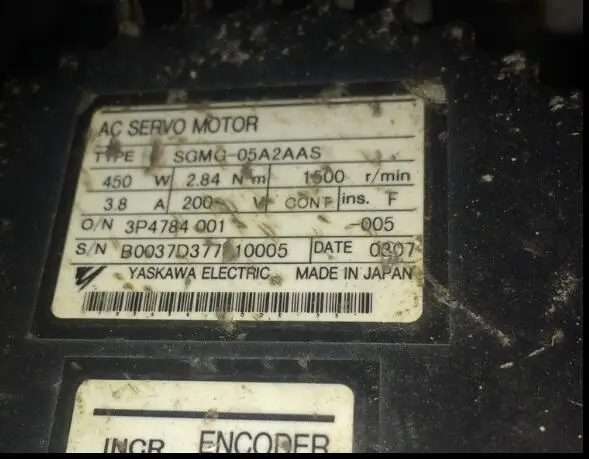 AC SERVO MOTOR
TYPE SGMG-05A2AAS
450 W 2.84 N·m 1500 r/min
3.8 A 200 V CONT ins. F
O/N 3P4784 001 -005
S/N B0037D377 10005 DATE 0307
YASKAWA ELECTRIC MADE IN JAPAN
INCR. ENCODER